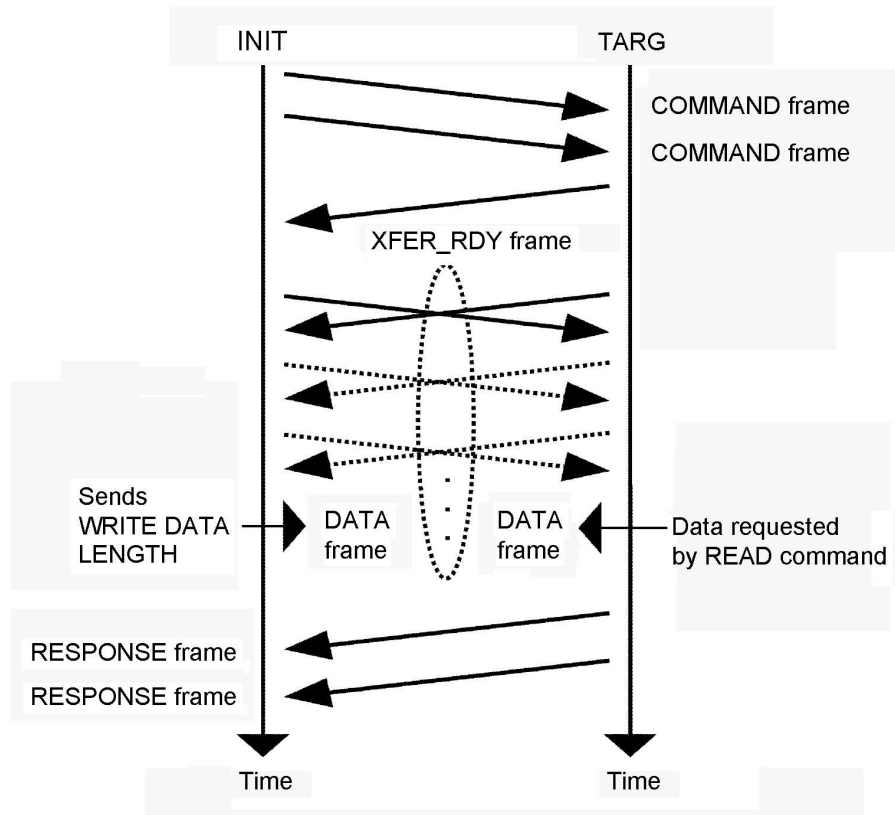 INIT
TARG
COMMAND frame
COMMAND frame
XFER_RDY frame
Sends
WRITE DATA
LENGTH
DATA
frame
DATA
frame
Data requested
by READ command
RESPONSE frame
RESPONSE frame
Time
Time